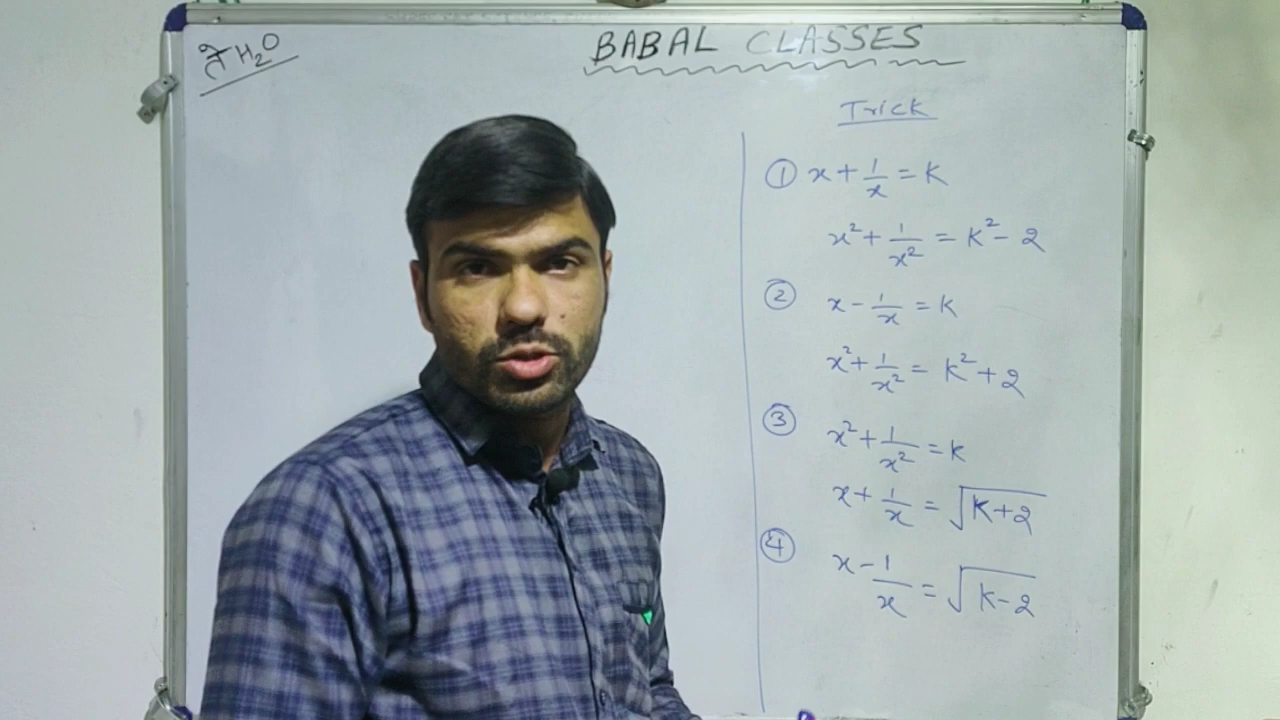 BABAL CLASSES
Trick
① x + 1/x = K
x² + 1/x² = K² - 2
② x - 1/x = K
x² + 1/x² = K² + 2
③ x² + 1/x² = K
x + 1/x = √(K+2)
④ x - 1/x = √(K-2)